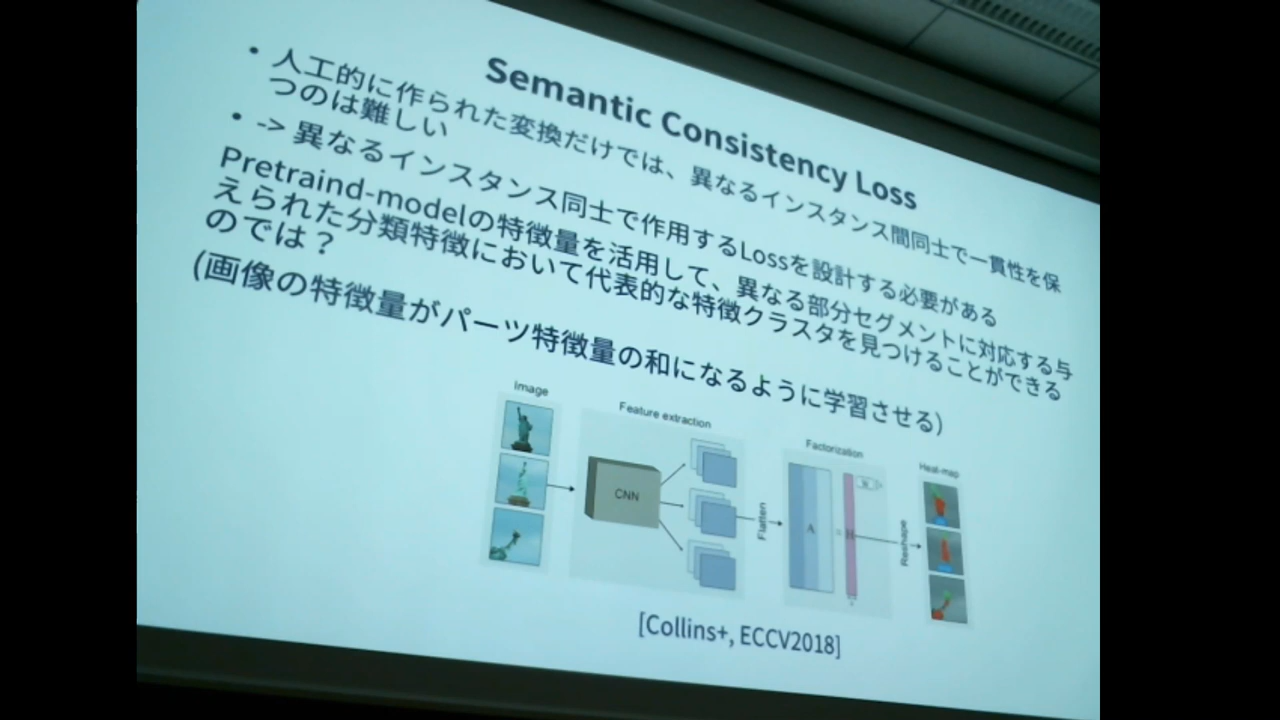 Semantic Consistency Loss
• 人工的に作られた変換だけでは、異なるインスタンス間同士で一貫性を保
つのは難しい
• -> 異なるインスタンス同士で作用するLossを設計する必要がある
Pretraind-modelの特徴量を活用して、異なる部分セグメントに対応する与
えられた分類特徴において代表的な特徴クラスタを見つけることができる
のでは？
(画像の特徴量がパーツ特徴量の和になるように学習させる)
Image
Feature extraction
CNN
Flatten
Factorization
A
=
H
Reshape
Heat-map
[Collins+, ECCV2018]